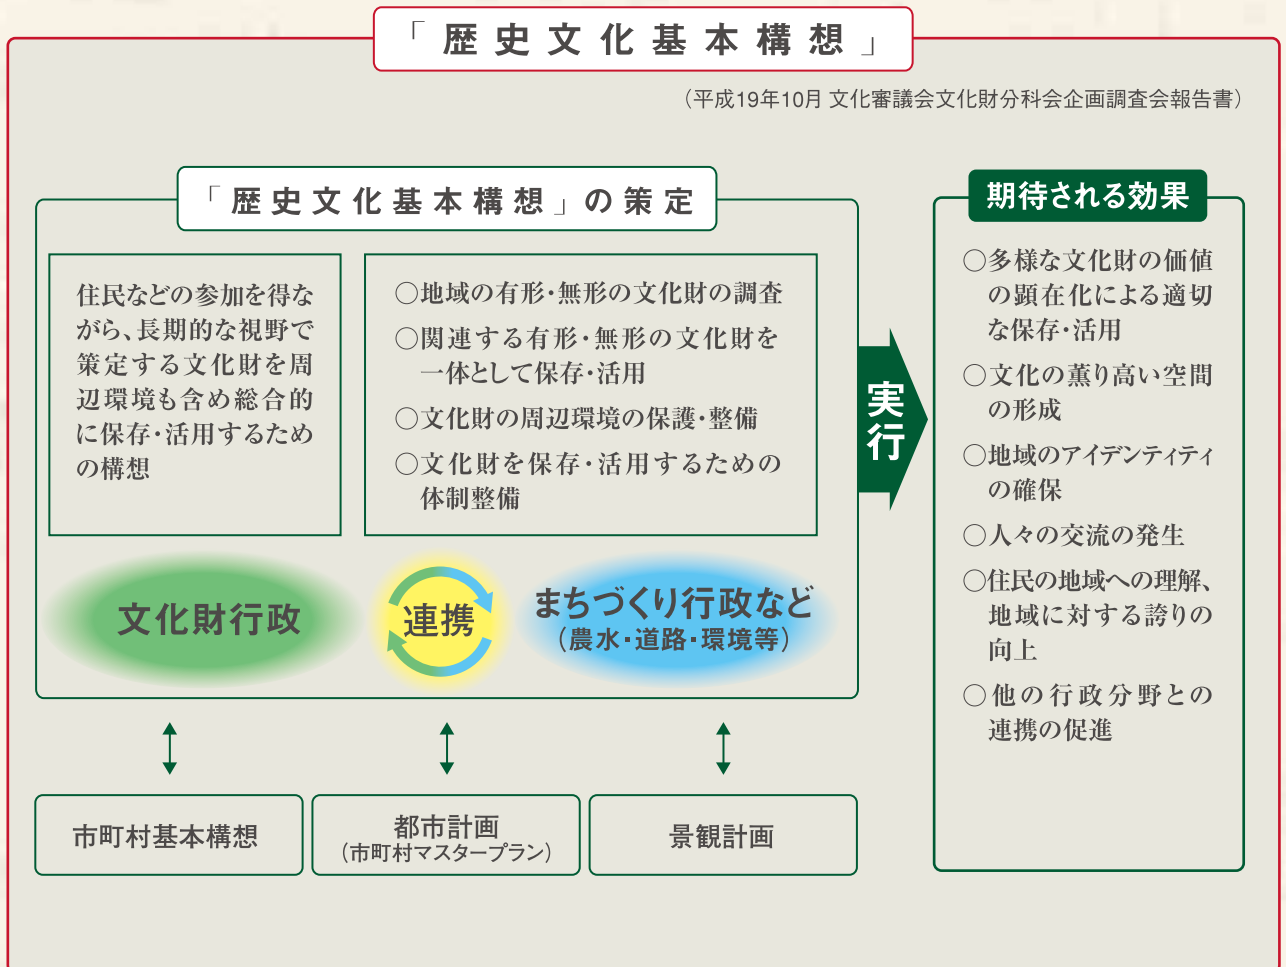 「歴史文化基本構想」
（平成19年10月 文化審議会文化財分科会企画調査会報告書）
「歴史文化基本構想」の策定
住民などの参加を得な
がら、長期的な視野で
策定する文化財を周
辺環境も含め総合的
に保存・活用するため
の構想
○地域の有形・無形の文化財の調査
○関連する有形・無形の文化財を
一体として保存・活用
○文化財の周辺環境の保護・整備
○文化財を保存・活用するための
体制整備
文化財行政
連携
まちづくり行政など
（農水・道路・環境等）
実行
期待される効果
○多様な文化財の価値
の顕在化による適切
な保存・活用
○文化の薫り高い空間
の形成
○地域のアイデンティティ
の確保
○人々の交流の発生
○住民の地域への理解、
地域に対する誇りの
向上
○他の行政分野との
連携の促進
市町村基本構想
都市計画
（市町村マスタープラン）
景観計画